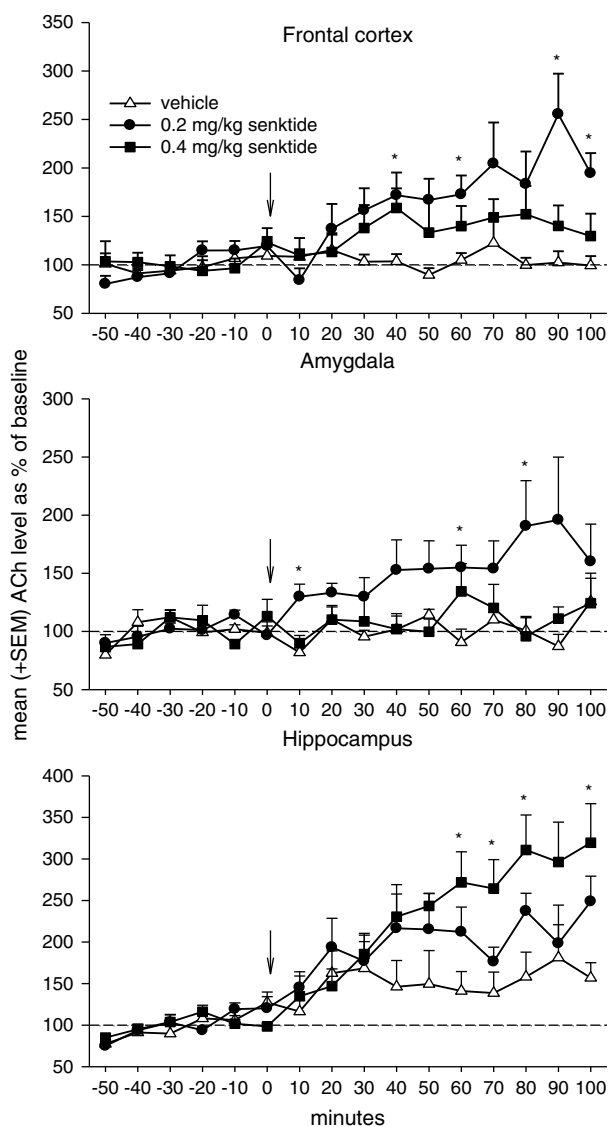 Frontal cortex
350
300
250
200
150
100
50
vehicle
0.2 mg/kg senktide
0.4 mg/kg senktide
* * * *
-50 -40 -30 -20 -10 0 10 20 30 40 50 60 70 80 90 100
Amygdala
300
250
200
150
100
50
* * *
-50 -40 -30 -20 -10 0 10 20 30 40 50 60 70 80 90 100
mean (+SEM) ACh level as % of baseline
Hippocampus
400
350
300
250
200
150
100
50
* * * *
-50 -40 -30 -20 -10 0 10 20 30 40 50 60 70 80 90 100
minutes